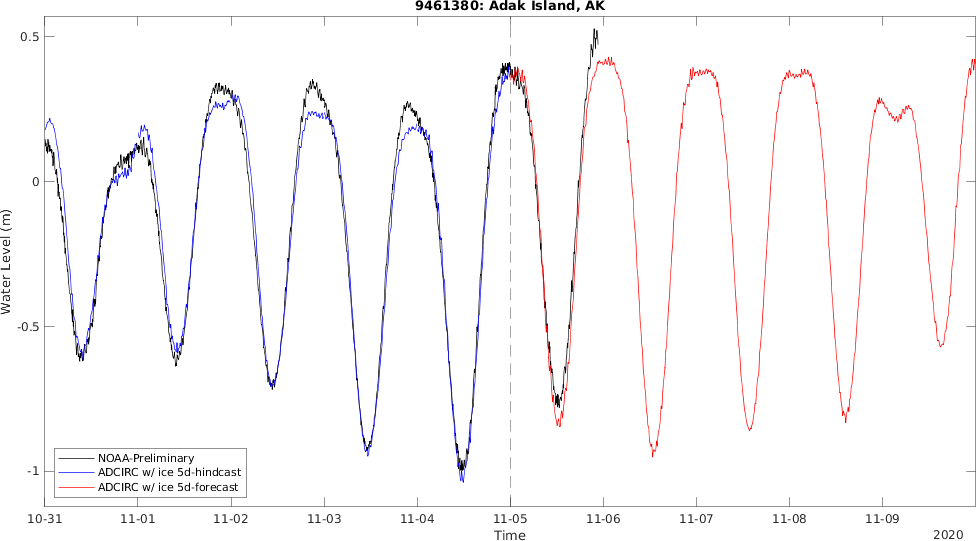 9461380: Adak Island, AK
0.5
0
-0.5
-1
Water Level (m)
NOAA-Preliminary
ADCIRC w/ ice 5d-hindcast
ADCIRC w/ ice 5d-forecast
10-31 11-01 11-02 11-03 11-04 11-05 11-06 11-07 11-08 11-09
Time
2020